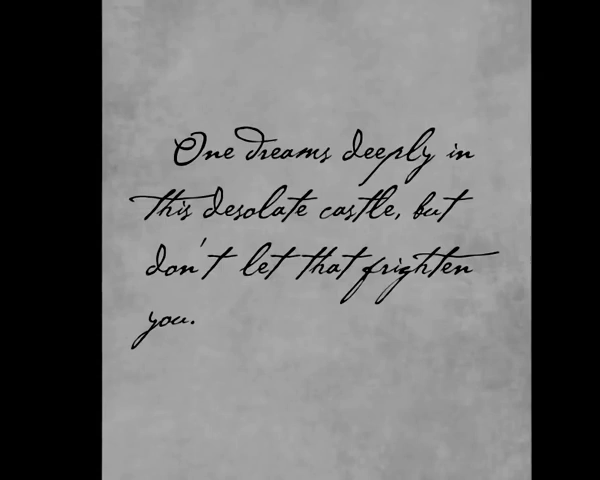 One dreams deeply in
this desolate castle, but
don't let that frighten
you.